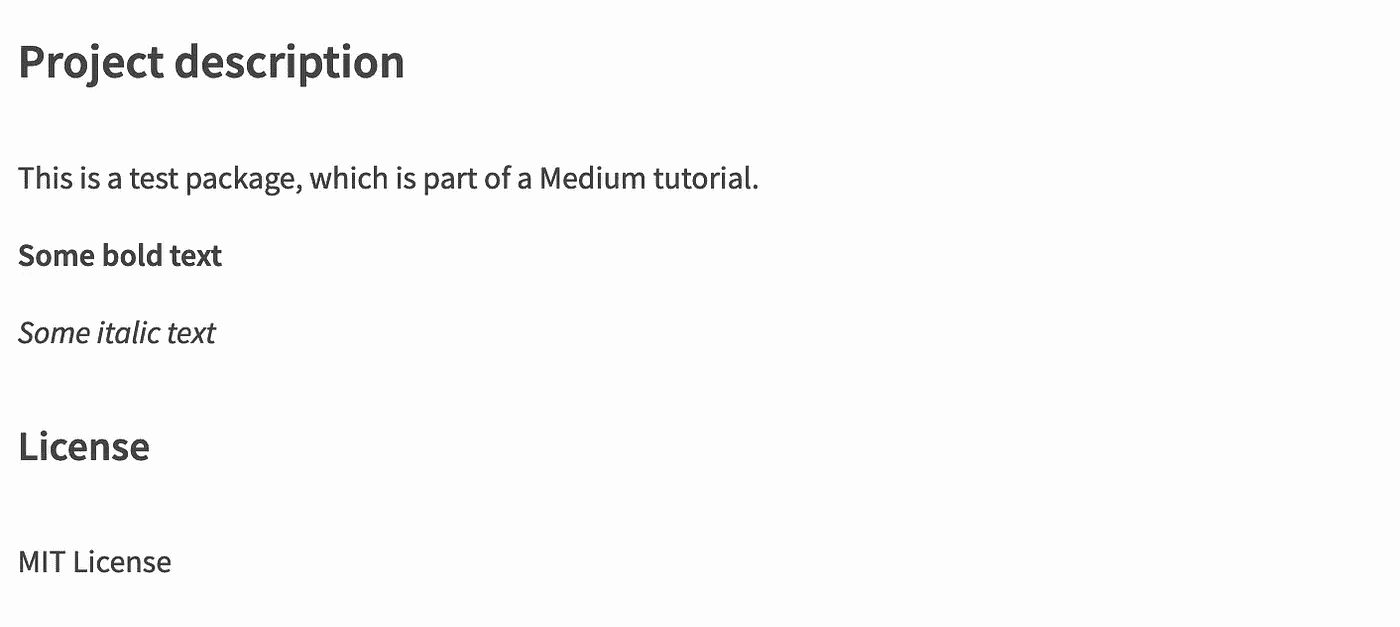 Project description
This is a test package, which is part of a Medium tutorial.
Some bold text
Some italic text
License
MIT License